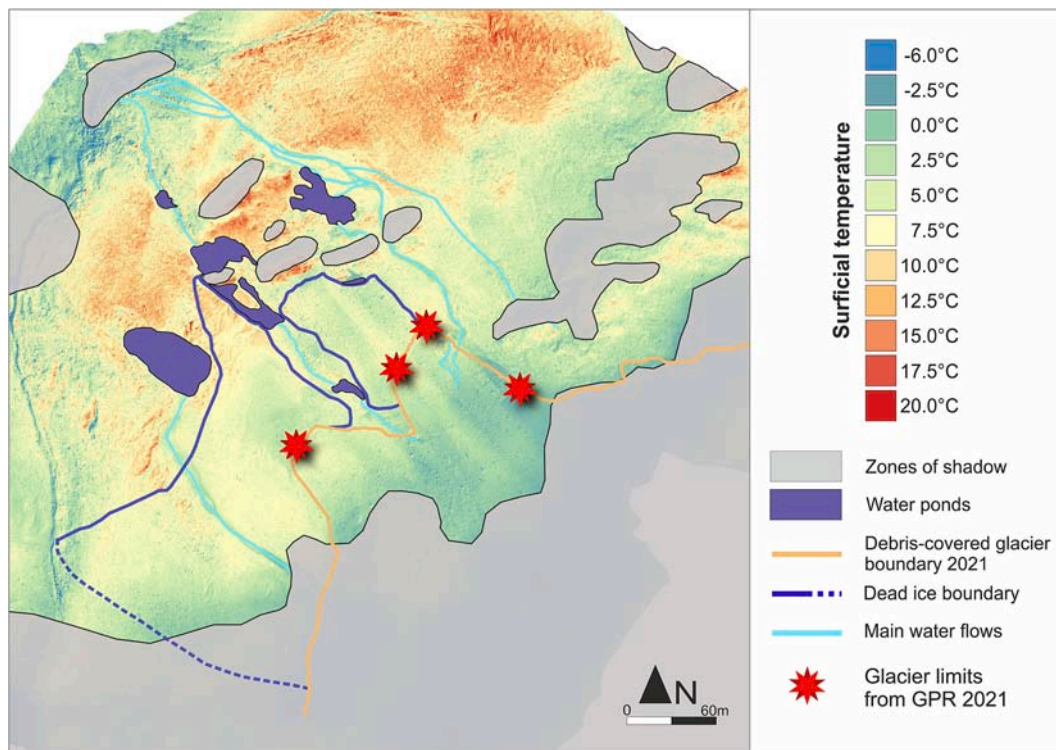 -6.0°C
-2.5°C
0.0°C
2.5°C
5.0°C
7.5°C
10.0°C
12.5°C
15.0°C
17.5°C
20.0°C
Surficial temperature
Zones of shadow
Water ponds
Debris-covered glacier
boundary 2021
Dead ice boundary
Main water flows
Glacier limits
from GPR 2021
N
0 60m